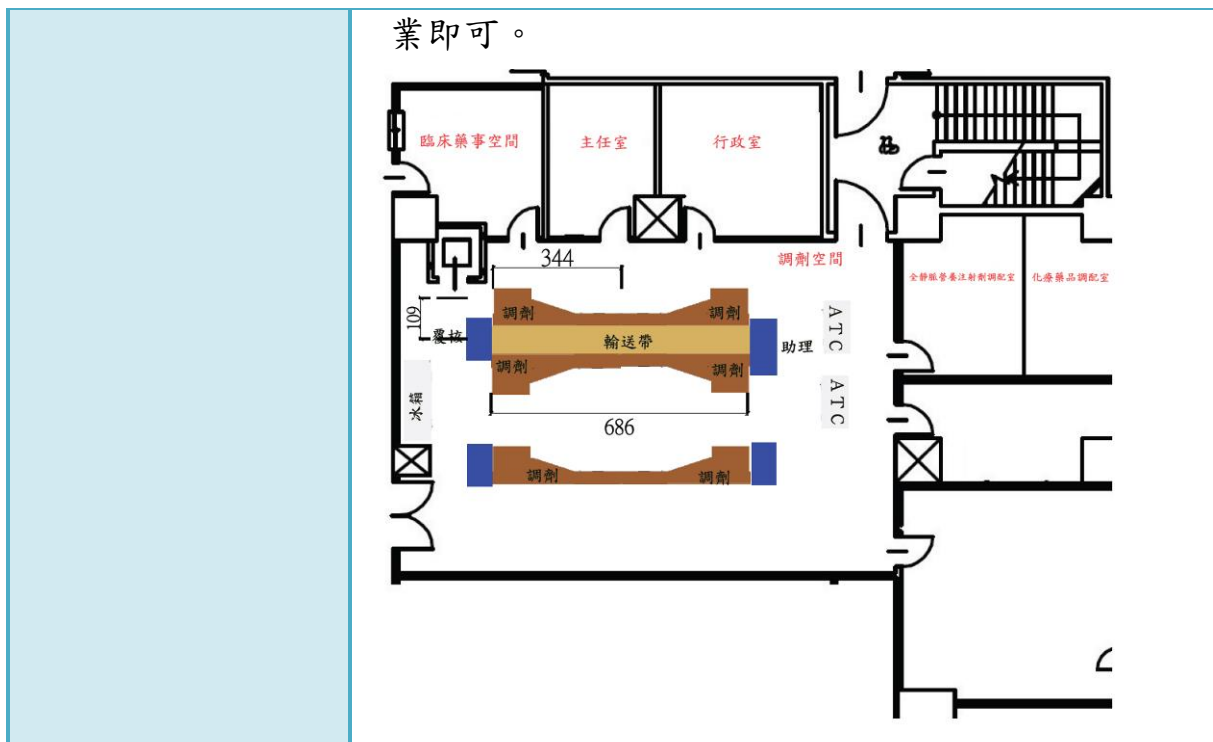 業即可。
臨床藥事空間
主任室
行政室
調劑空間
全靜脈營養注射劑調配室
化療藥品調配室
344
109
調劑
調劑
覆核
輸送帶
助理
ATC
調劑
調劑
冰箱
ATC
686
調劑
調劑